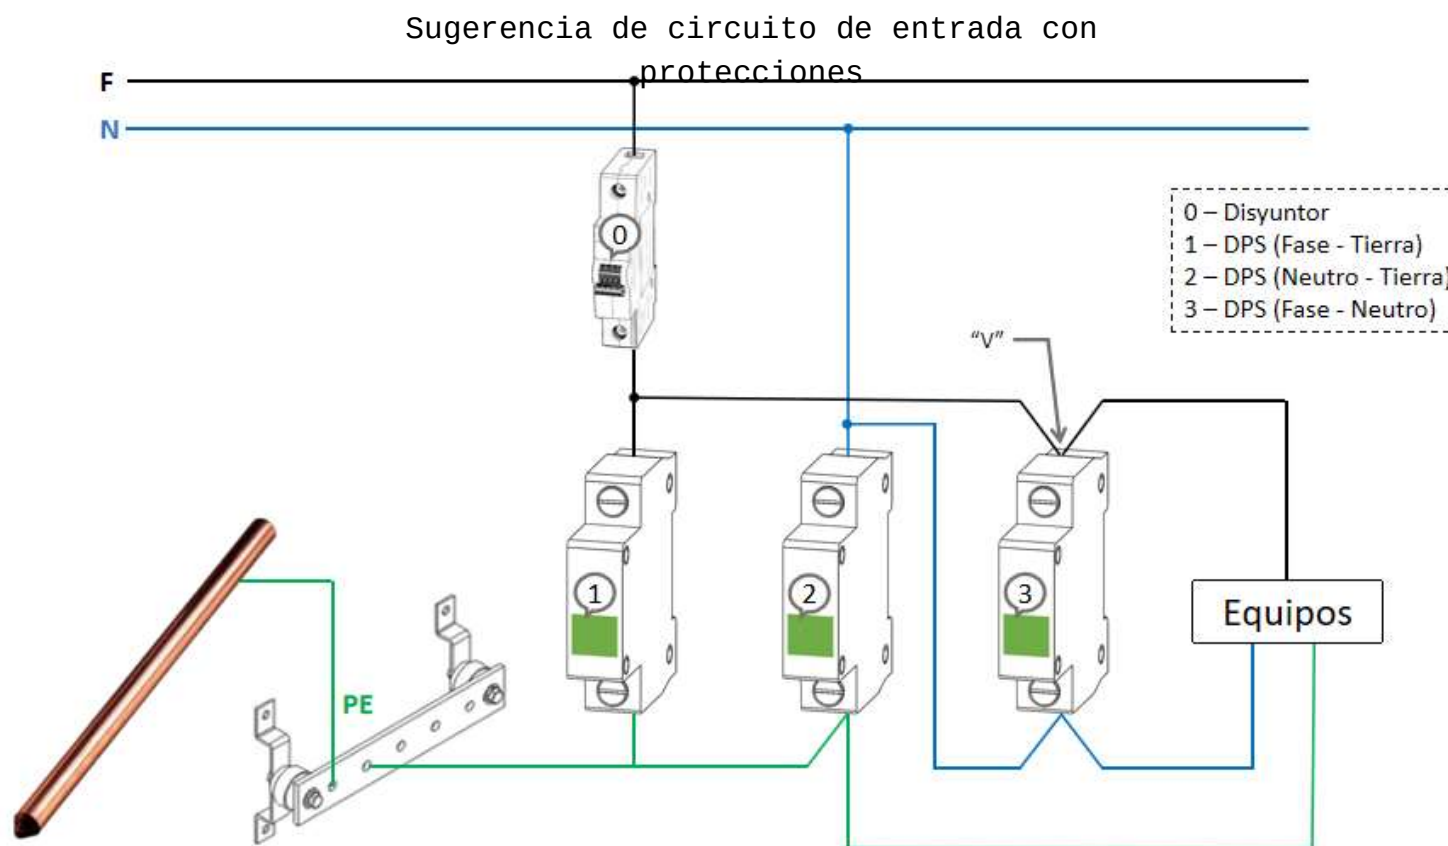 Sugerencia de circuito de entrada con
protecciones
F
N
0
0 – Disyuntor
1 – DPS (Fase - Tierra)
2 – DPS (Neutro - Tierra)
3 – DPS (Fase - Neutro)
“V”
1
2
3
Equipos
PE